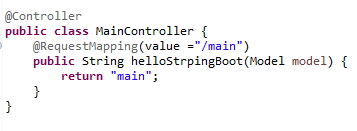 @Controller
public class MainController {
    @RequestMapping(value ="/main")
    public String helloStrpingBoot(Model model) {
        return "main";
    }
}